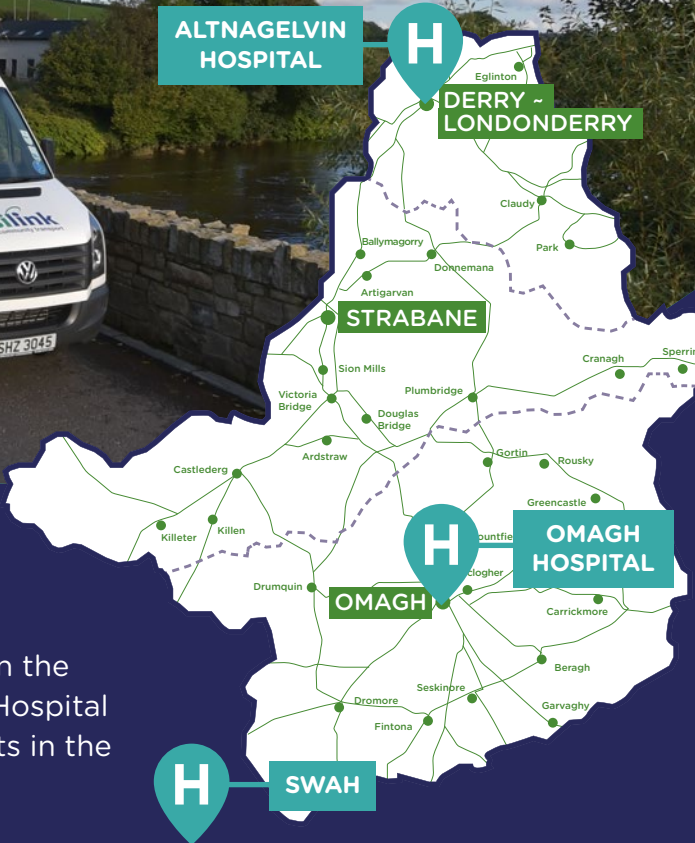 ALTNAGELVIN
HOSPITAL
H
Eglinton
DERRY ~
LONDONDERRY
Claudy
Park
Ballymagorry
Donnemana
Artigarvan
STRABANE
SHZ 3045
Sion Mills
Cranagh
Victoria
Bridge
Plumbridge
Douglas
Bridge
Ardstraw
Gortin
Rousky
Castlederg
Greencastle
Killeter
Killen
H
OMAGH
HOSPITAL
Drumquin
OMAGH
Carrickmore
Beragh
Seskinore
Dromore
Garvaghy
Fintona
Hospital
in the
H
SWAH